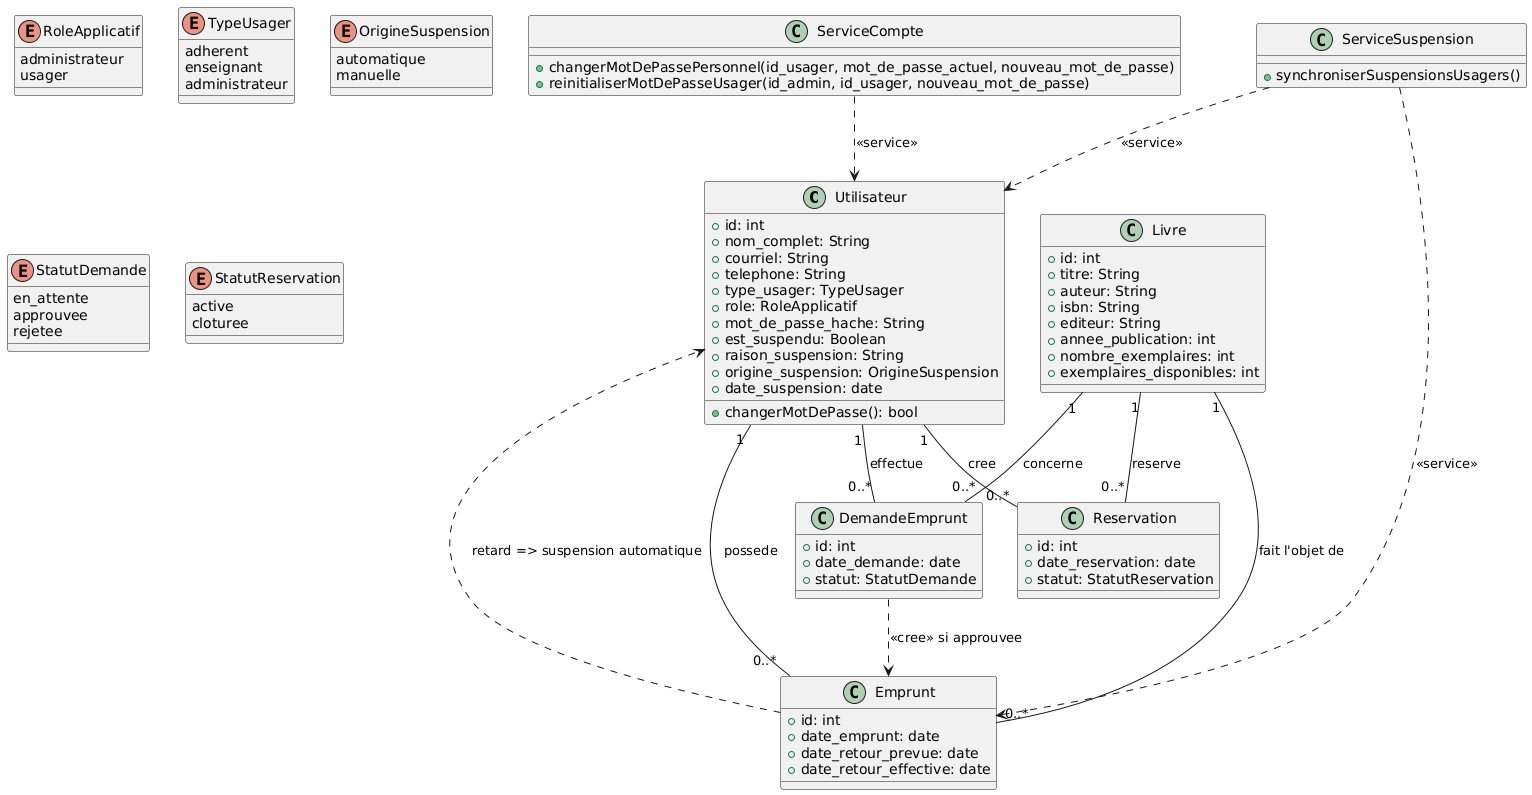 E RoleApplicatif
administrateur
usager
E TypeUsager
adherent
enseignant
administrateur
E OrigineSuspension
automatique
manuelle
C ServiceCompte
changerMotDePassePersonnel(id_usager, mot_de_passe_actuel, nouveau_mot_de_passe)
reinitialiserMotDePasseUsager(id_admin, id_usager, nouveau_mot_de_passe)
C ServiceSuspension
synchroniserSuspensionsUsagers()
«service»
«service»
E StatutDemande
en_attente
approuvee
rejetee
E StatutReservation
active
cloturee
C Utilisateur
id: int
nom_complet: String
courriel: String
telephone: String
type_usager: TypeUsager
role: RoleApplicatif
mot_de_passe_hache: String
est_suspendu: Boolean
raison_suspension: String
origine_suspension: OrigineSuspension
date_suspension: date
changerMotDePasse(): bool
C Livre
id: int
titre: String
auteur: String
isbn: String
editeur: String
annee_publication: int
nombre_exemplaires: int
exemplaires_disponibles: int
1
1
1
1
1
1
effectue
cree
concerne
reserve
«service»
0..*
0..*
0..*
0..*
C DemandeEmprunt
id: int
date_demande: date
statut: StatutDemande
C Reservation
id: int
date_reservation: date
statut: StatutReservation
retard => suspension automatique
possede
fait l'objet de
«cree» si approuvee
0..*
0..*
C Emprunt
id: int
date_emprunt: date
date_retour_prevue: date
date_retour_effective: date